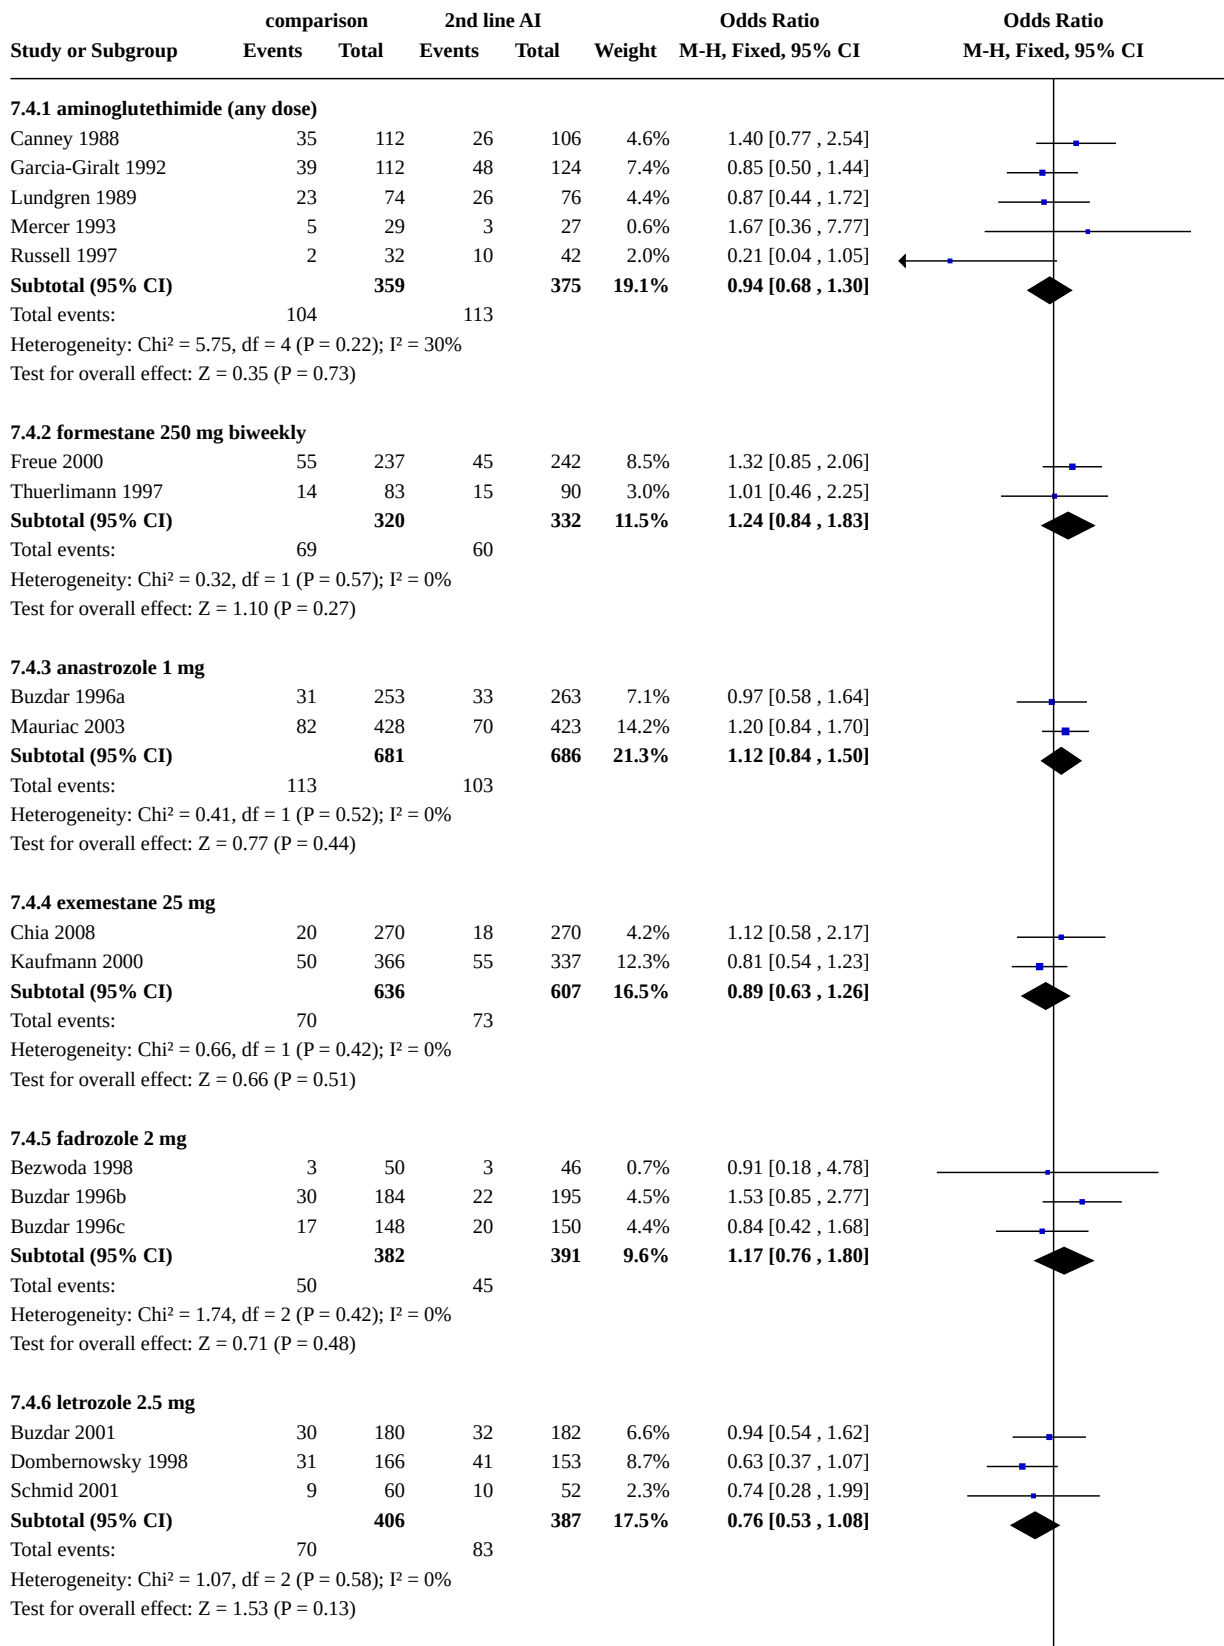 comparison 2nd line AI Odds Ratio Odds Ratio
Study or Subgroup Events Total Events Total Weight M-H, Fixed, 95% CI M-H, Fixed, 95% CI
7.4.1 aminoglutethimide (any dose)
Canney 1988 35 112 26 106 4.6% 1.40 [0.77 , 2.54]
Garcia-Giralt 1992 39 112 48 124 7.4% 0.85 [0.50 , 1.44]
Lundgren 1989 23 74 26 76 4.4% 0.87 [0.44 , 1.72]
Mercer 1993 5 29 3 27 0.6% 1.67 [0.36 , 7.77]
Russell 1997 2 32 10 42 2.0% 0.21 [0.04 , 1.05]
Subtotal (95% CI) 359 375 19.1% 0.94 [0.68 , 1.30]
Total events: 104 113
Heterogeneity: Chi² = 5.75, df = 4 (P = 0.22); I² = 30%
Test for overall effect: Z = 0.35 (P = 0.73)
7.4.2 formestane 250 mg biweekly
Freue 2000 55 237 45 242 8.5% 1.32 [0.85 , 2.06]
Thuerlimann 1997 14 83 15 90 3.0% 1.01 [0.46 , 2.25]
Subtotal (95% CI) 320 332 11.5% 1.24 [0.84 , 1.83]
Total events: 69 60
Heterogeneity: Chi² = 0.32, df = 1 (P = 0.57); I² = 0%
Test for overall effect: Z = 1.10 (P = 0.27)
7.4.3 anastrozole 1 mg
Buzdar 1996a 31 253 33 263 7.1% 0.97 [0.58 , 1.64]
Mauriac 2003 82 428 70 423 14.2% 1.20 [0.84 , 1.70]
Subtotal (95% CI) 681 686 21.3% 1.12 [0.84 , 1.50]
Total events: 113 103
Heterogeneity: Chi² = 0.41, df = 1 (P = 0.52); I² = 0%
Test for overall effect: Z = 0.77 (P = 0.44)
7.4.4 exemestane 25 mg
Chia 2008 20 270 18 270 4.2% 1.12 [0.58 , 2.17]
Kaufmann 2000 50 366 55 337 12.3% 0.81 [0.54 , 1.23]
Subtotal (95% CI) 636 607 16.5% 0.89 [0.63 , 1.26]
Total events: 70 73
Heterogeneity: Chi² = 0.66, df = 1 (P = 0.42); I² = 0%
Test for overall effect: Z = 0.66 (P = 0.51)
7.4.5 fadrozole 2 mg
Bezwoda 1998 3 50 3 46 0.7% 0.91 [0.18 , 4.78]
Buzdar 1996b 30 184 22 195 4.5% 1.53 [0.85 , 2.77]
Buzdar 1996c 17 148 20 150 4.4% 0.84 [0.42 , 1.68]
Subtotal (95% CI) 382 391 9.6% 1.17 [0.76 , 1.80]
Total events: 50 45
Heterogeneity: Chi² = 1.74, df = 2 (P = 0.42); I² = 0%
Test for overall effect: Z = 0.71 (P = 0.48)
7.4.6 letrozole 2.5 mg
Buzdar 2001 30 180 32 182 6.6% 0.94 [0.54 , 1.62]
Dombernowsky 1998 31 166 41 153 8.7% 0.63 [0.37 , 1.07]
Schmid 2001 9 60 10 52 2.3% 0.74 [0.28 , 1.99]
Subtotal (95% CI) 406 387 17.5% 0.76 [0.53 , 1.08]
Total events: 70 83
Heterogeneity: Chi² = 1.07, df = 2 (P = 0.58); I² = 0%
Test for overall effect: Z = 1.53 (P = 0.13)